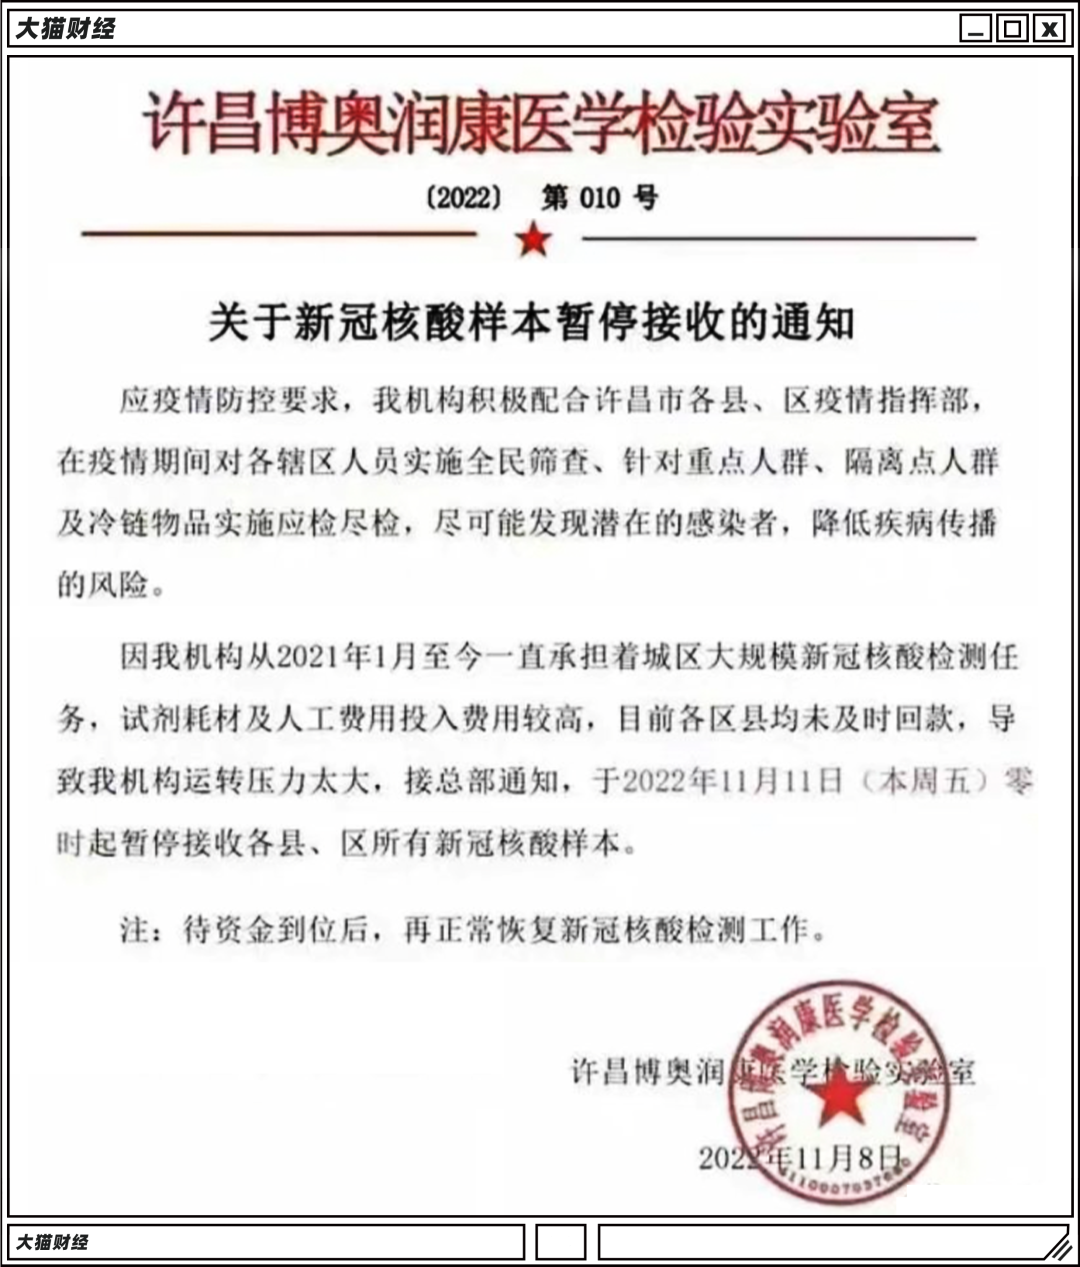 大猫财经
许昌博奥润康医学检验实验室
〔2022〕 第 010 号
关于新冠核酸样本暂停接收的通知
应疫情防控要求，我机构积极配合许昌市各县、区疫情指挥部，
在疫情期间对各辖区人员实施全民筛查、针对重点人群、隔离点人群
及冷链物品实施应检尽检，尽可能发现潜在的感染者，降低疾病传播
的风险。
因我机构从2021年1月至今一直承担着城区大规模新冠核酸检测任
务，试剂耗材及人工费用投入费用较高，目前各区县均未及时回款，导
致我机构运转压力太大，接总部通知，于2022年11月11日（本周五）零
时起暂停接收各县、区所有新冠核酸样本。
注：待资金到位后，再正常恢复新冠核酸检测工作。
许昌博奥润康医学检验实验室
许昌博奥润康医学检验实验室
2022年11月8日
大猫财经